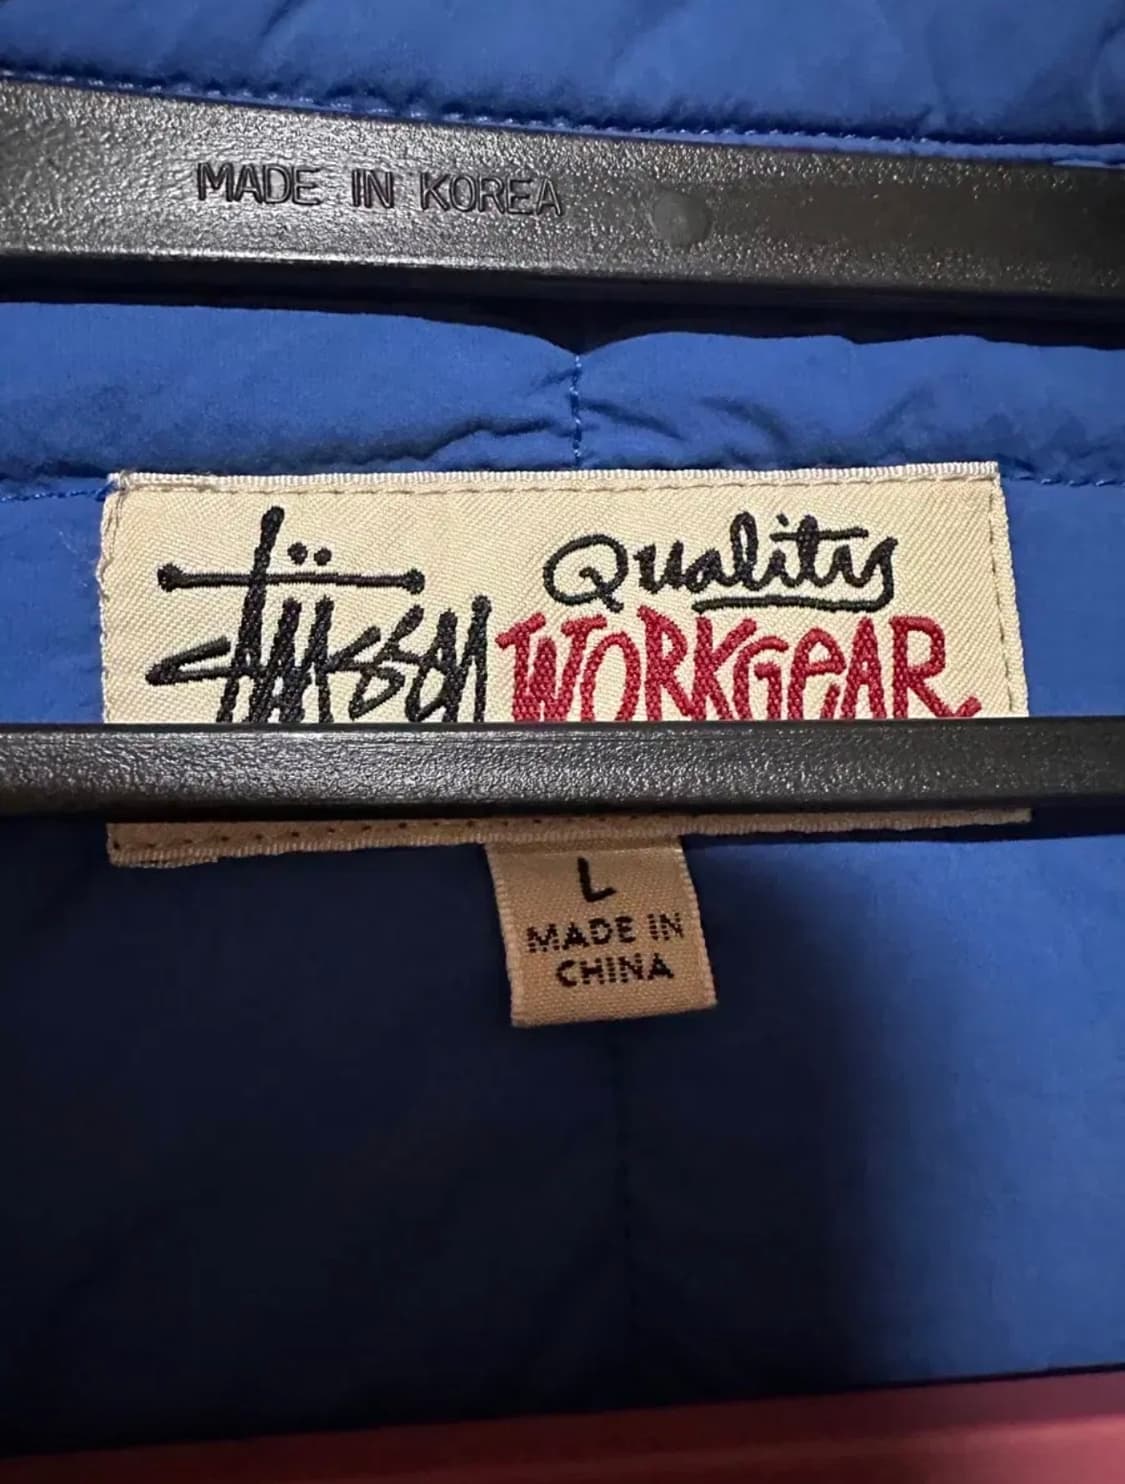 MADE IN KOREA
Stüssy Quality
WORKGEAR
L
MADE IN
CHINA